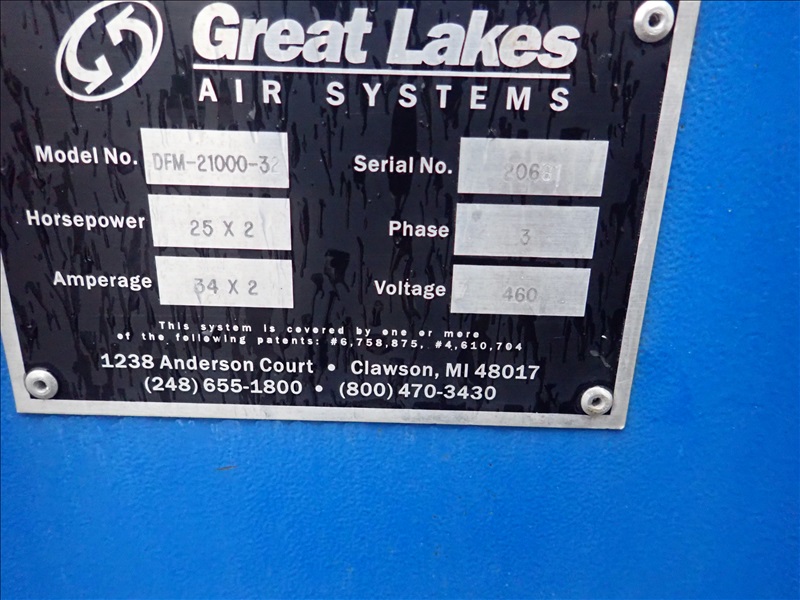 Great Lakes
AIR SYSTEMS
Model No. DFM-21000-32 Serial No.
Horsepower 25 X 2 Phase 3
Amperage 34 X 2 Voltage 460
This system is covered by one or more
of the following patents: #6,758,875, #4,610,704
1238 Anderson Court • Clawson, MI 48017
(248) 655-1800 • (800) 470-3430